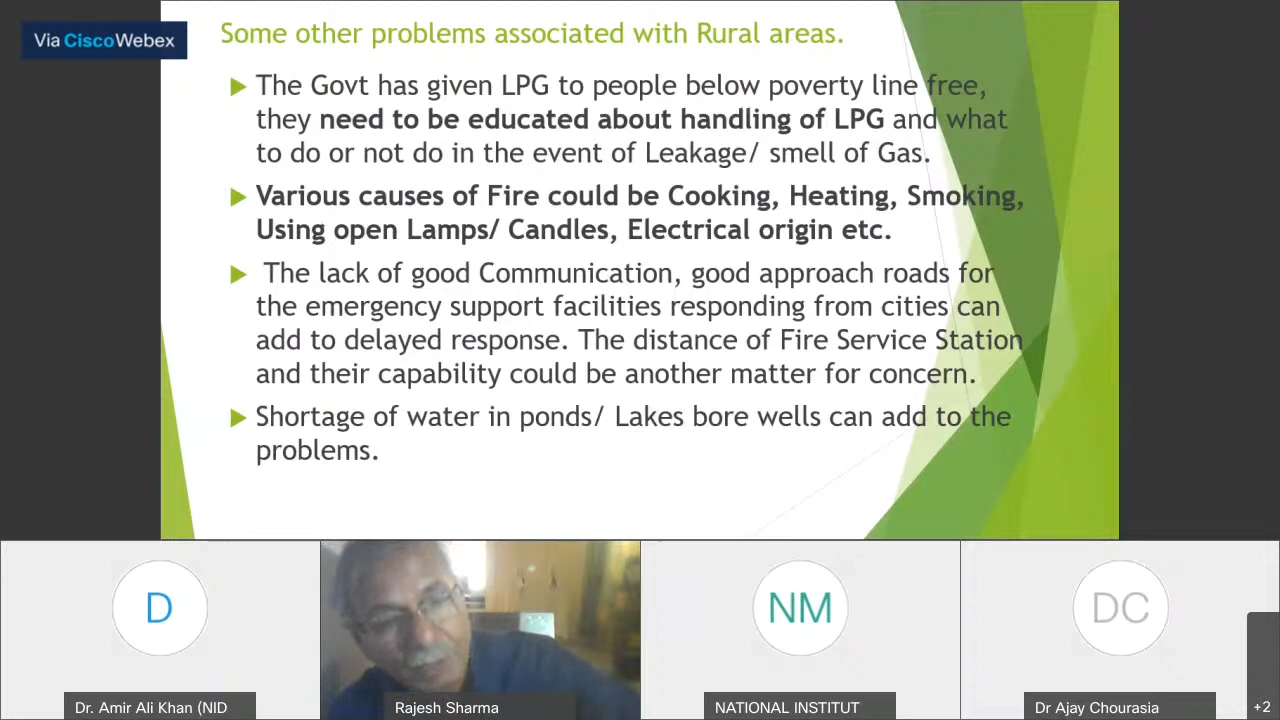 Via Cisco Webex
Some other problems associated with Rural areas.
The Govt has given LPG to people below poverty line free,
they need to be educated about handling of LPG and what
to do or not do in the event of Leakage/ smell of Gas.
Various causes of Fire could be Cooking, Heating, Smoking,
Using open Lamps/ Candles, Electrical origin etc.
The lack of good Communication, good approach roads for
the emergency support facilities responding from cities can
add to delayed response. The distance of Fire Service Station
and their capability could be another matter for concern.
Shortage of water in ponds/ Lakes bore wells can add to the
problems.
D
NM
DC
Dr. Amir Ali Khan (NID
Rajesh Sharma
NATIONAL INSTITUT
Dr Ajay Chourasia
+2